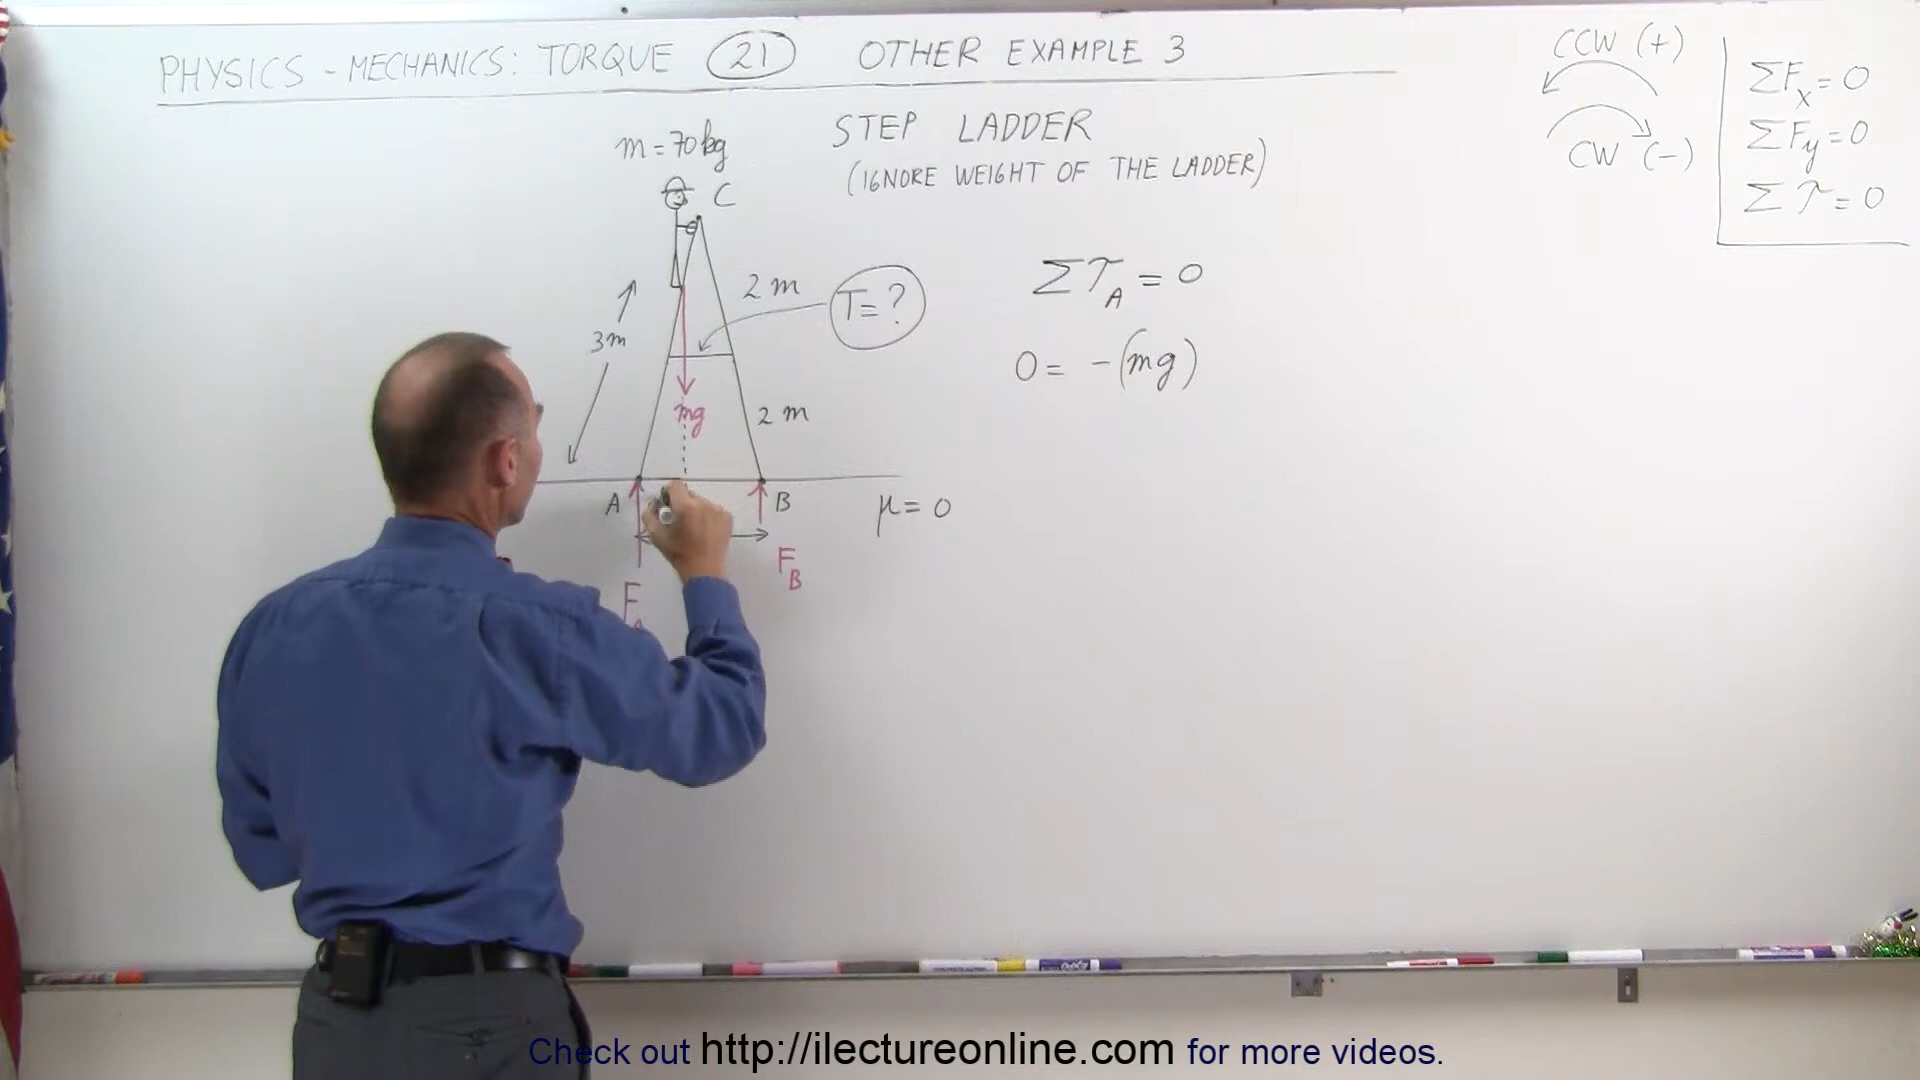 PHYSICS - MECHANICS: TORQUE 21 OTHER EXAMPLE 3
CCW (+)
CW (-)
ΣFx = 0
ΣFy = 0
Στ = 0
STEP LADDER
(IGNORE WEIGHT OF THE LADDER)
m = 70 kg
C
2 m
T = ?
3 m
mg
2 m
A
B
μ = 0
FB
F
ΣτA = 0
0 = -(mg)
Check out http://ilectureonline.com for more videos.